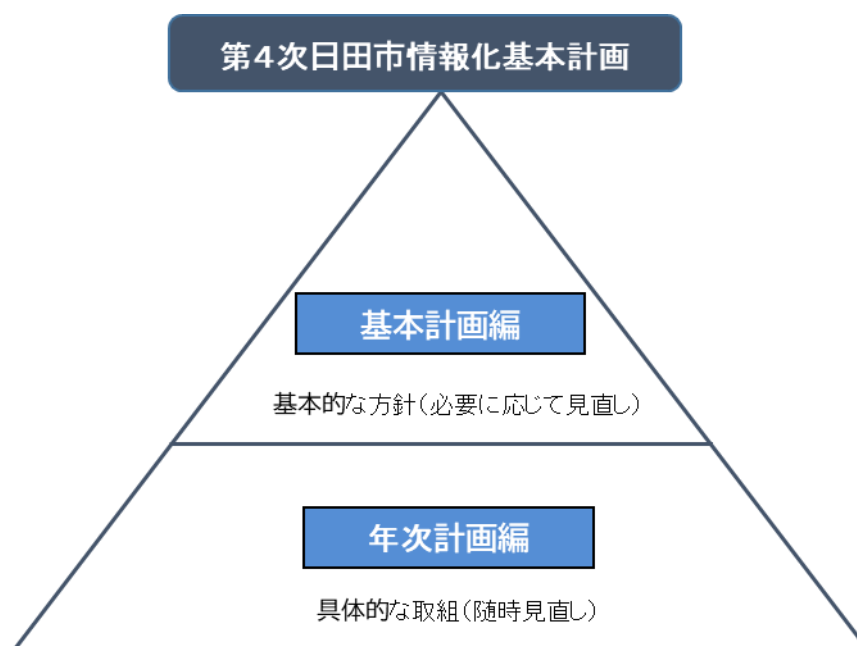 第４次日田市情報化基本計画
基本計画編
基本的な方針（必要に応じて見直し）
年次計画編
具体的な取組（随時見直し）